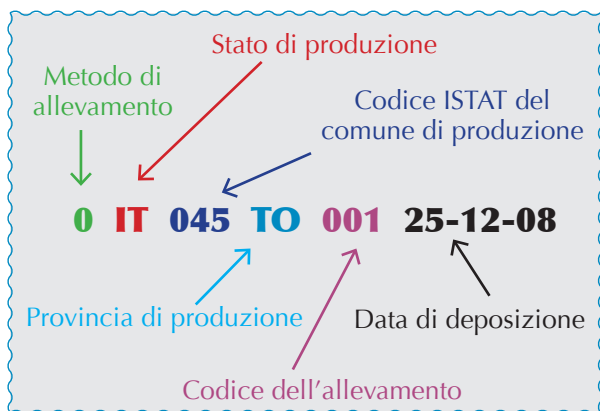 Stato di produzione
Metodo di
allevamento
Codice ISTAT del
comune di produzione
0 IT 045 TO 001 25-12-08
Provincia di produzione
Data di deposizione
Codice dell'allevamento